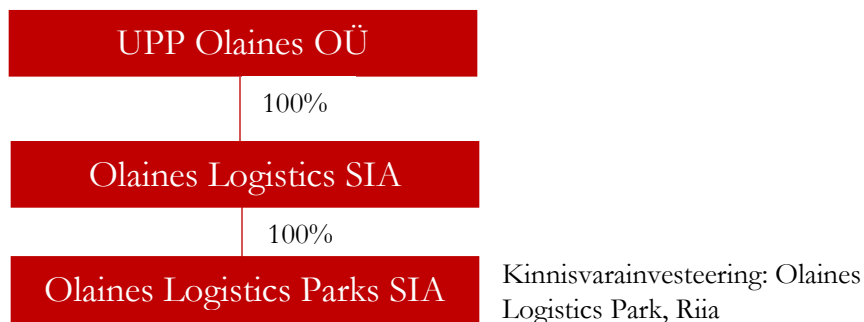 UPP Olaines OÜ
100%
Olaines Logistics SIA
100%
Olaines Logistics Parks SIA
Kinnisvarainvesteering: Olaines
Logistics Park, Riia